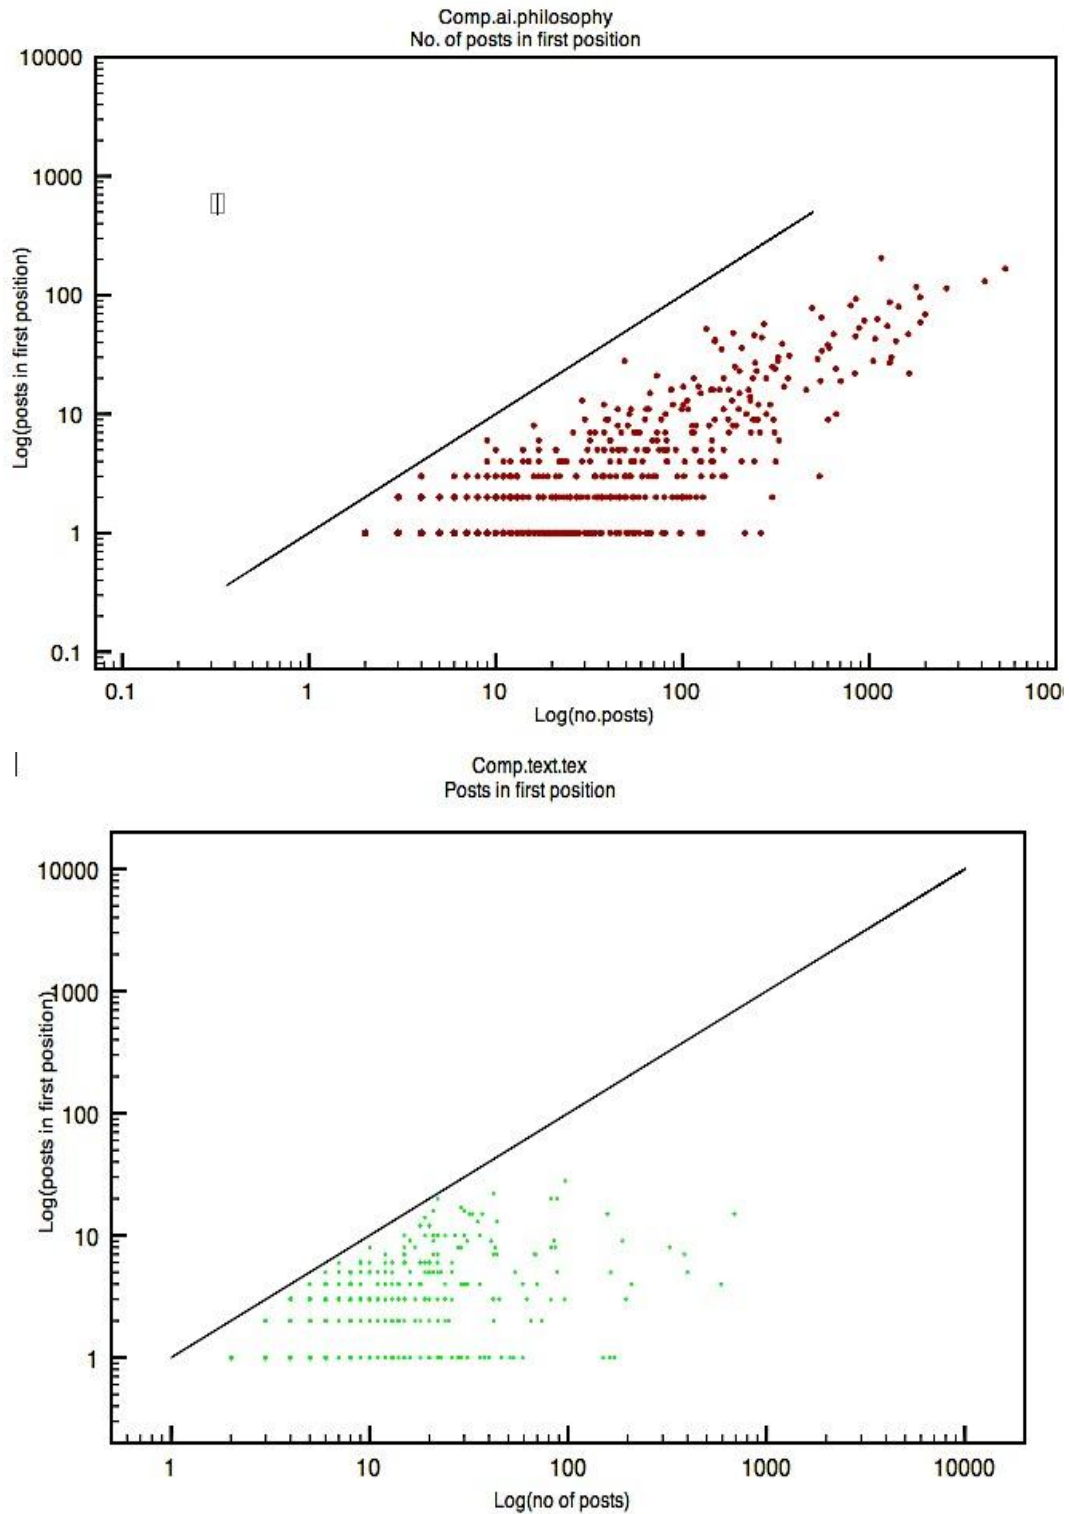 Comp.ai.philosophy
No. of posts in first position
10000
1000
100
10
1
0.1
Log(posts in first position)
0.1 1 10 100 1000 100
Log(no.posts)
Comp.text.tex
Posts in first position
10000
1000
100
10
1
Log(posts in first position)
1 10 100 1000 10000
Log(no of posts)